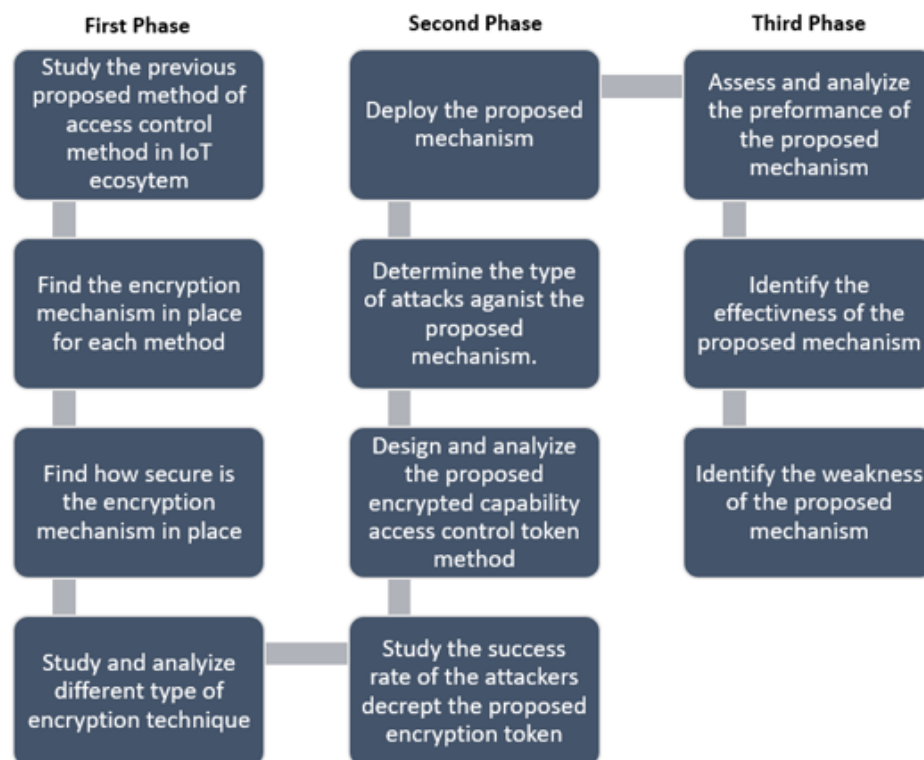 First Phase
Study the previous
proposed method of
access control
method in IoT
ecosytem
Find the encryption
mechanism in place
for each method
Find how secure is
the encryption
mechanism in place
Study and analyize
different type of
encryption technique
Second Phase
Deploy the proposed
mechanism
Determine the type
of attacks aganist the
proposed
mechanism.
Design and analyize
the proposed
encrypted capability
access control token
method
Study the success
rate of the attackers
decrept the proposed
encryption token
Third Phase
Assess and analyize
the preformance of
the proposed
mechanism
Identify the
effectivness of the
proposed mechanism
Identify the weakness
of the proposed
mechanism